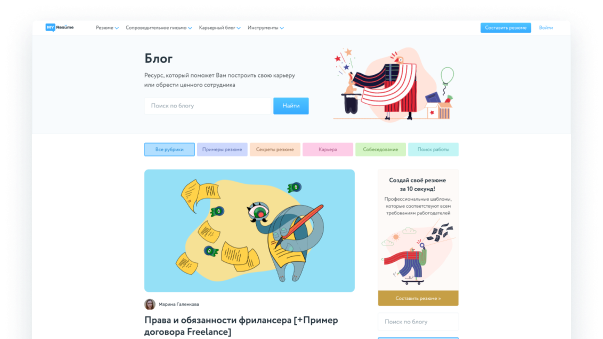 MY Resume
Резюме
Сопроводительное письмо
Карьерный блог
Инструменты
Составить резюме
Войти
Блог
Ресурс, который поможет Вам построить свою карьеру
или обрести ценного сотрудника
Поиск по блогу
Найти
Все рубрики
Примеры резюме
Секреты резюме
Карьера
Собеседование
Поиск работы
Создай своё резюме
за 10 секунд!
Профессиональные шаблоны,
которые соответствуют всем
требованиям работодателей
Составить резюме »
Поиск по блогу
Марина Галенкова
Права и обязанности фрилансера [+Пример
договора Freelance]